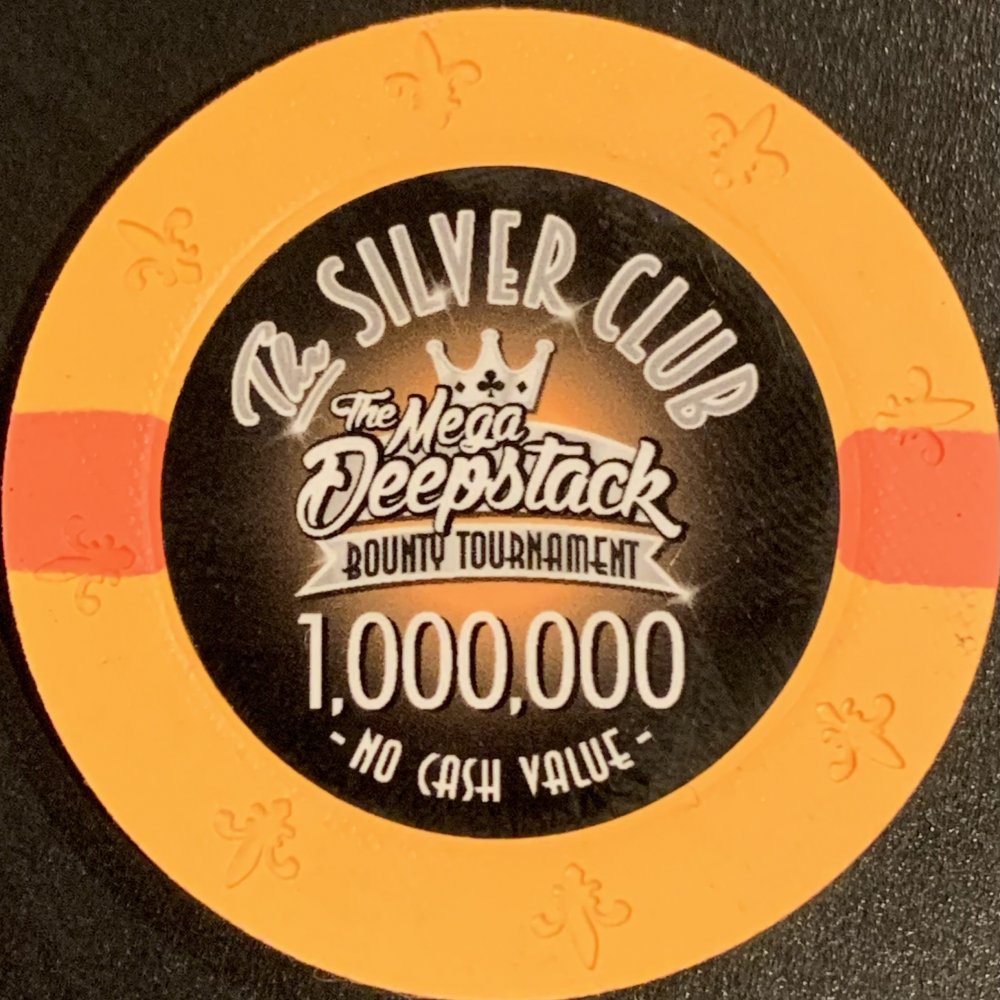 The SILVER CLUB
The Mega
Deepstack
BOUNTY TOURNAMENT
1,000,000
- NO CASH VALUE -